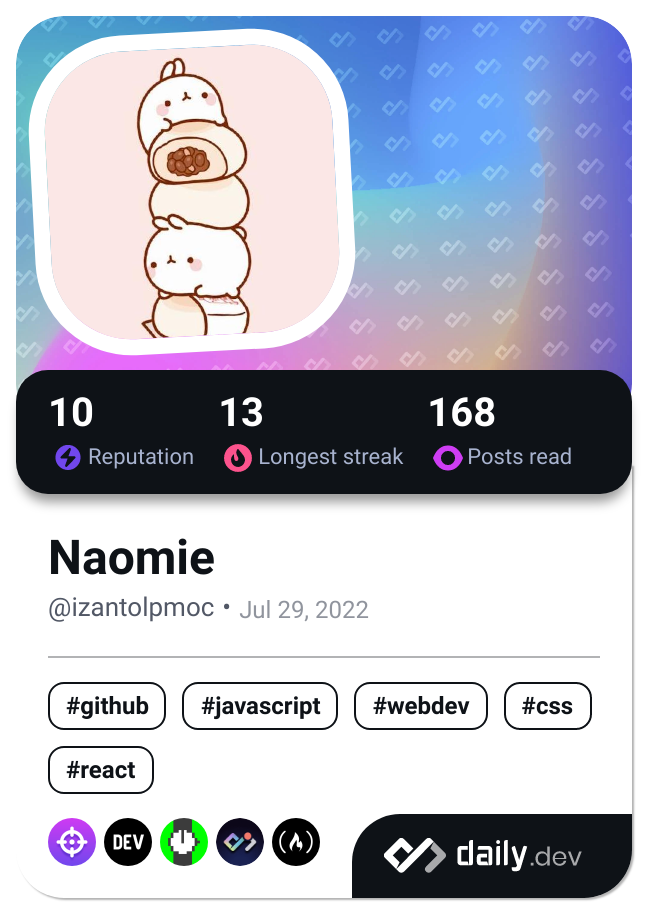 10 13 168
Reputation Longest streak Posts read
Naomie
@izantolpmoc • Jul 29, 2022
#github #javascript #webdev #css
#react
DEV daily.dev